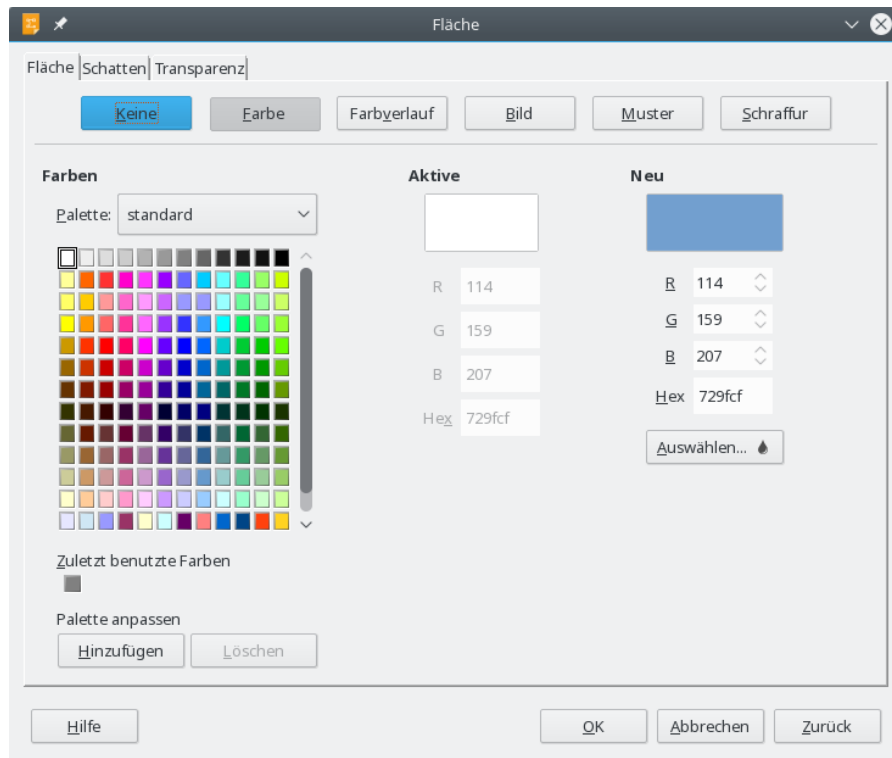 Fläche
Fläche Schatten Transparenz
Keine Farbe Farbverlauf Bild Muster Schraffur
Farben Aktive Neu
Palette: standard
R 114 R 114
G 159 G 159
B 207 B 207
Hex 729fcf Hex 729fcf
Auswählen...
Zuletzt benutzte Farben
Palette anpassen
Hinzufügen Löschen
Hilfe OK Abbrechen Zurück